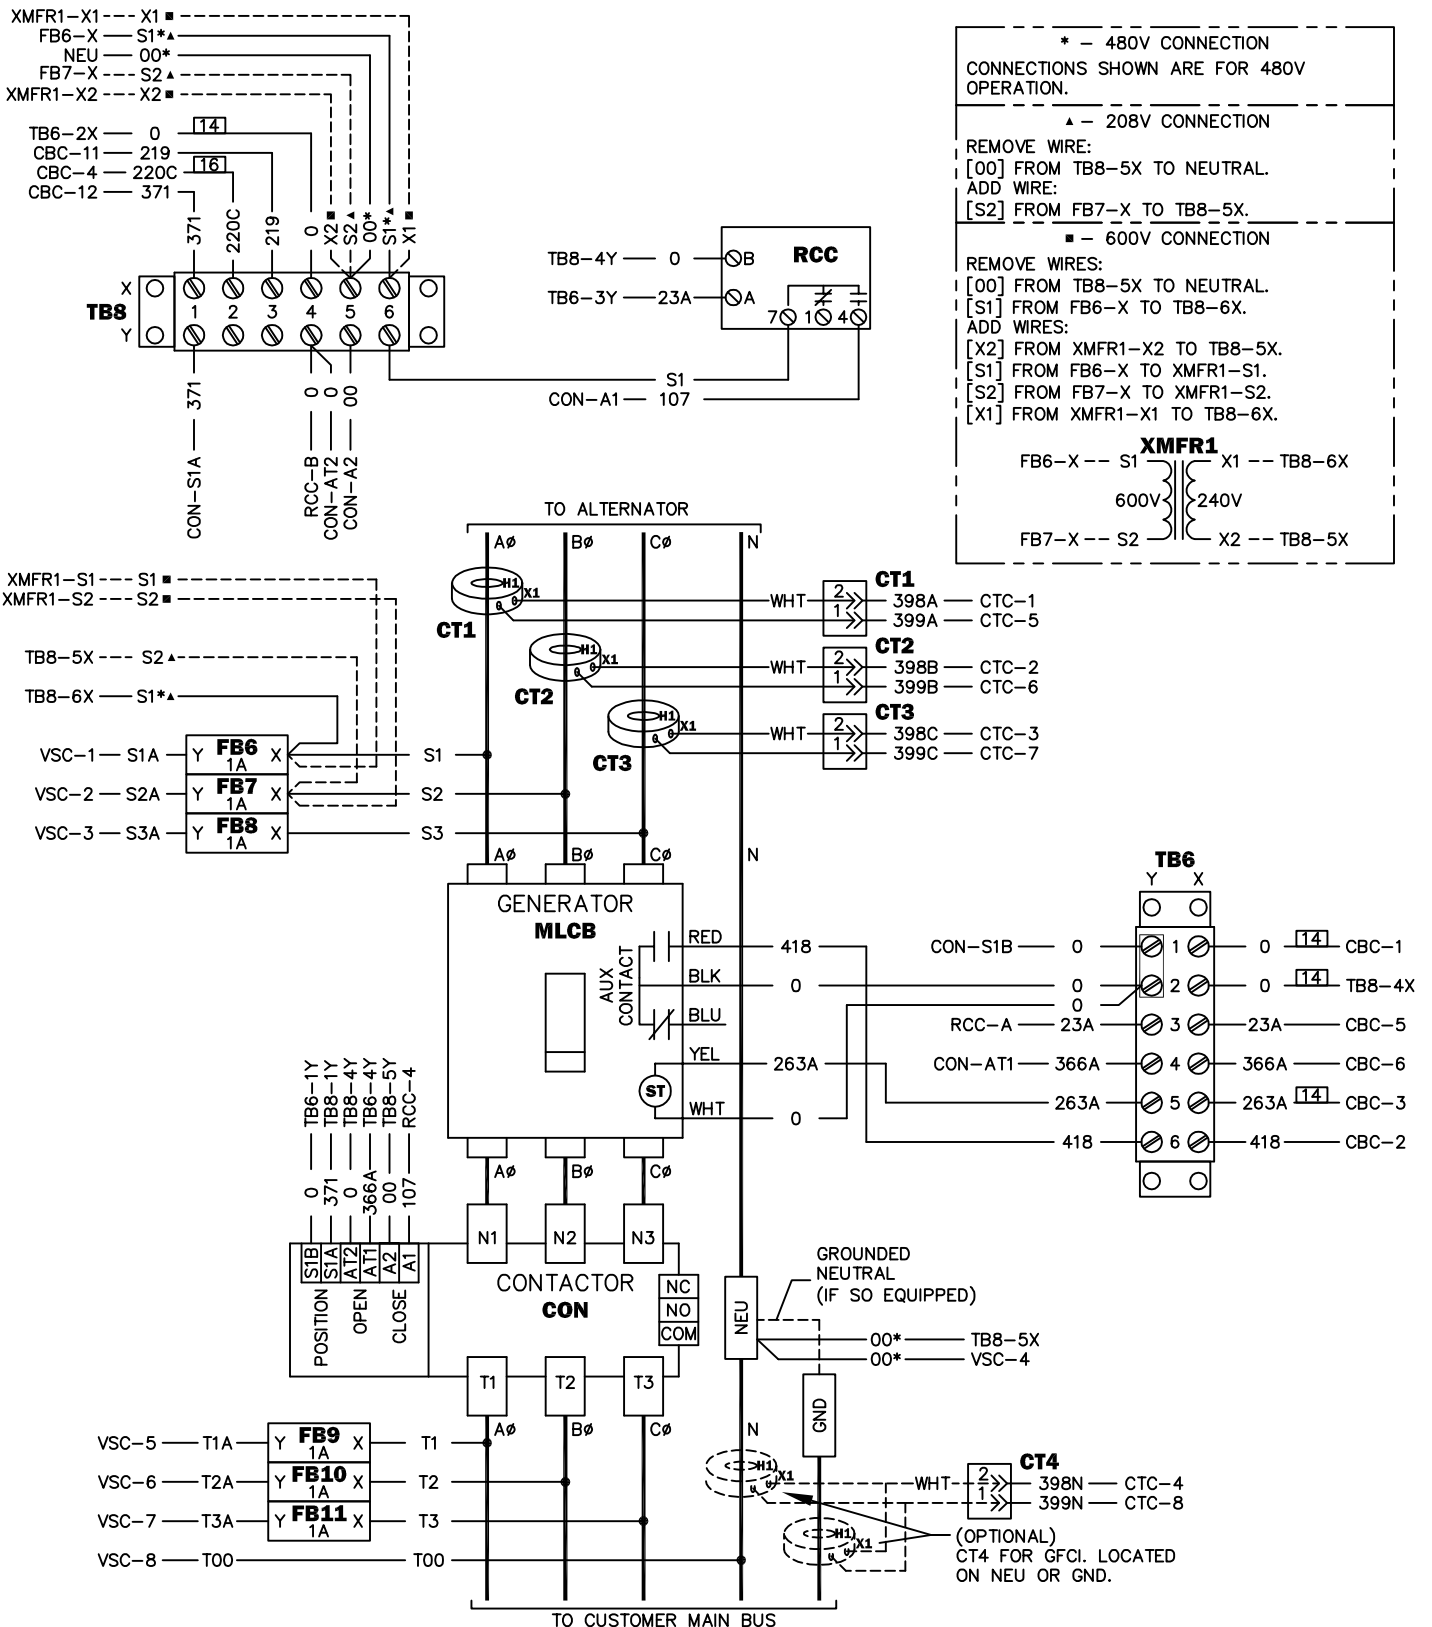 XMFR1-X1 X1 ■
FB6-X S1*▲
NEU 00*
FB7-X S2 ▲
XMFR1-X2 X2 ■
TB6-2X 0 14
CBC-11 219
CBC-4 220C 16
CBC-12 371
371 220C 219 0 X2■ S2▲ 00* S1*▲ X1■
X
TB8 1 2 3 4 5 6
Y
371 0 0 00
CON-S1A RCC-B CON-AT2 CON-A2
S1
CON-A1 107
RCC
TB8-4Y 0 B
TB6-3Y 23A A
7 1 4
* - 480V CONNECTION
CONNECTIONS SHOWN ARE FOR 480V
OPERATION.
▲ - 208V CONNECTION
REMOVE WIRE:
[00] FROM TB8-5X TO NEUTRAL.
ADD WIRE:
[S2] FROM FB7-X TO TB8-5X.
■ - 600V CONNECTION
REMOVE WIRES:
[00] FROM TB8-5X TO NEUTRAL.
[S1] FROM FB6-X TO TB8-6X.
ADD WIRES:
[X2] FROM XMFR1-X2 TO TB8-5X.
[S1] FROM FB6-X TO XMFR1-S1.
[S2] FROM FB7-X TO XMFR1-S2.
[X1] FROM XMFR1-X1 TO TB8-6X.
XMFR1
FB6-X S1 X1 TB8-6X
600V 240V
FB7-X S2 X2 TB8-5X
TO ALTERNATOR
AØ BØ CØ N
XMFR1-S1 S1 ■
XMFR1-S2 S2 ■
TB8-5X S2 ▲
TB8-6X S1*▲
H1 X1
CT1
H1 X1
CT2
H1 X1
CT3
CT1
WHT 2 398A CTC-1
1 399A CTC-5
CT2
WHT 2 398B CTC-2
1 399B CTC-6
CT3
WHT 2 398C CTC-3
1 399C CTC-7
VSC-1 S1A Y FB6 X S1
1A
VSC-2 S2A Y FB7 X S2
1A
VSC-3 S3A Y FB8 X S3
1A
AØ BØ CØ N
GENERATOR
MLCB
AUX
CONTACT
RED 418
BLK 0
BLU
YEL 263A
ST
WHT 0
TB6
Y X
CON-S1B 0 1 0 14 CBC-1
0 2 0 14 TB8-4X
0
RCC-A 23A 3 23A CBC-5
CON-AT1 366A 4 366A CBC-6
263A 5 263A 14 CBC-3
418 6 418 CBC-2
AØ BØ CØ
TB6-1Y TB8-1Y TB8-4Y TB6-4Y TB8-5Y RCC-4
0 371 0 366A 00 107
S1B S1A AT2 AT1 A2 A1
POSITION OPEN CLOSE
N1 N2 N3
CONTACTOR
CON
NC
NO
COM
T1 T2 T3
GROUNDED
NEUTRAL
(IF SO EQUIPPED)
NEU
00* TB8-5X
00* VSC-4
GND
AØ BØ CØ N
VSC-5 T1A Y FB9 X T1
1A
VSC-6 T2A Y FB10 X T2
1A
VSC-7 T3A Y FB11 X T3
1A
VSC-8 T00 T00
H1 X1
H1 X1
CT4
WHT 2 398N CTC-4
1 399N CTC-8
(OPTIONAL)
CT4 FOR GFCI. LOCATED
ON NEU OR GND.
TO CUSTOMER MAIN BUS